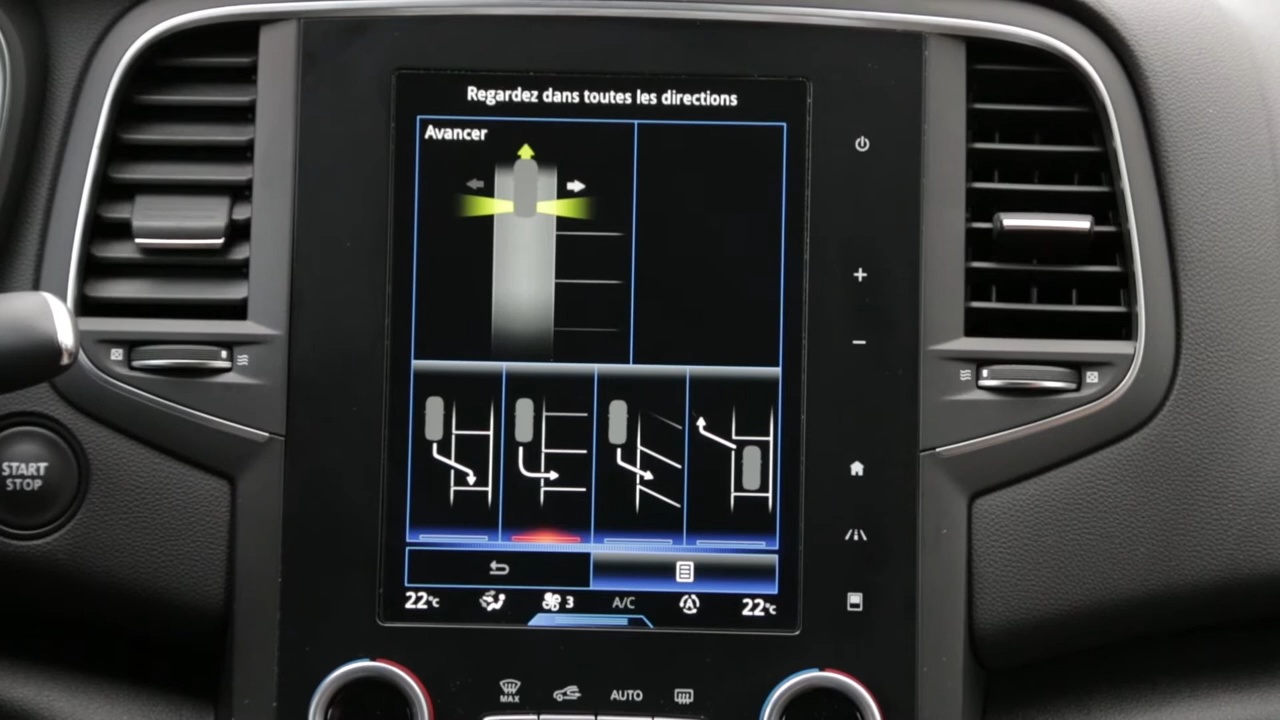 Regardez dans toutes les directions
Avancer
START
STOP
22°C
3
A/C
A
22°C
MAX
AUTO